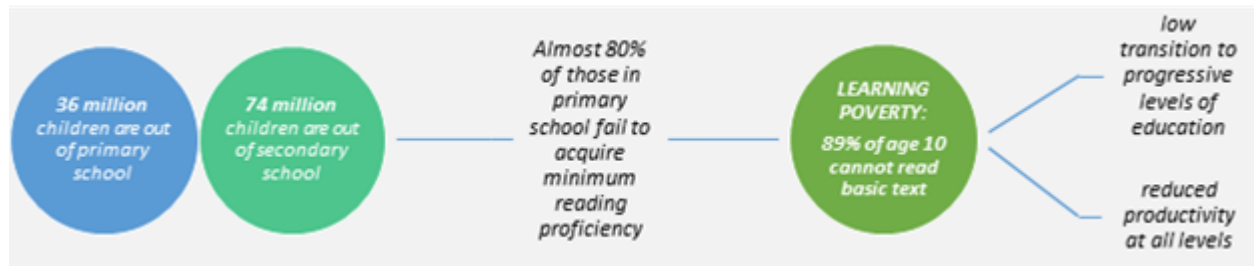 36 million
children are out
of primary
school
74 million
children are out
of secondary
school
Almost 80%
of those in
primary
school fail to
acquire
minimum
reading
proficiency
LEARNING
POVERTY:
89% of age 10
cannot read
basic text
low
transition to
progressive
levels of
education
reduced
productivity
at all levels